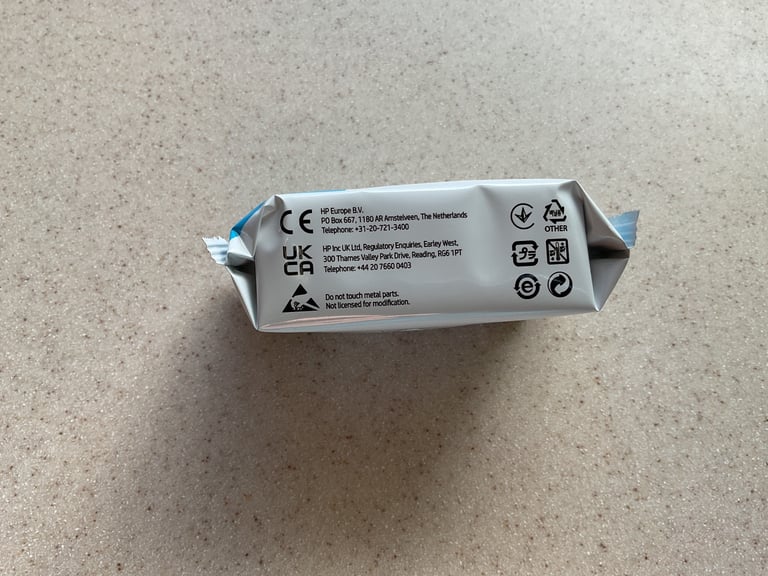 CE
HP Europe B.V.
PO Box 667, 1180 AR Amstelveen, The Netherlands
Telephone: +31-20-721-3400
UK
CA
HP Inc UK Ltd, Regulatory Enquiries, Earley West,
300 Thames Valley Park Drive, Reading, RG6 1PT
Telephone: +44 20 7660 0403
Do not touch metal parts.
Not licensed for modification.
OTHER